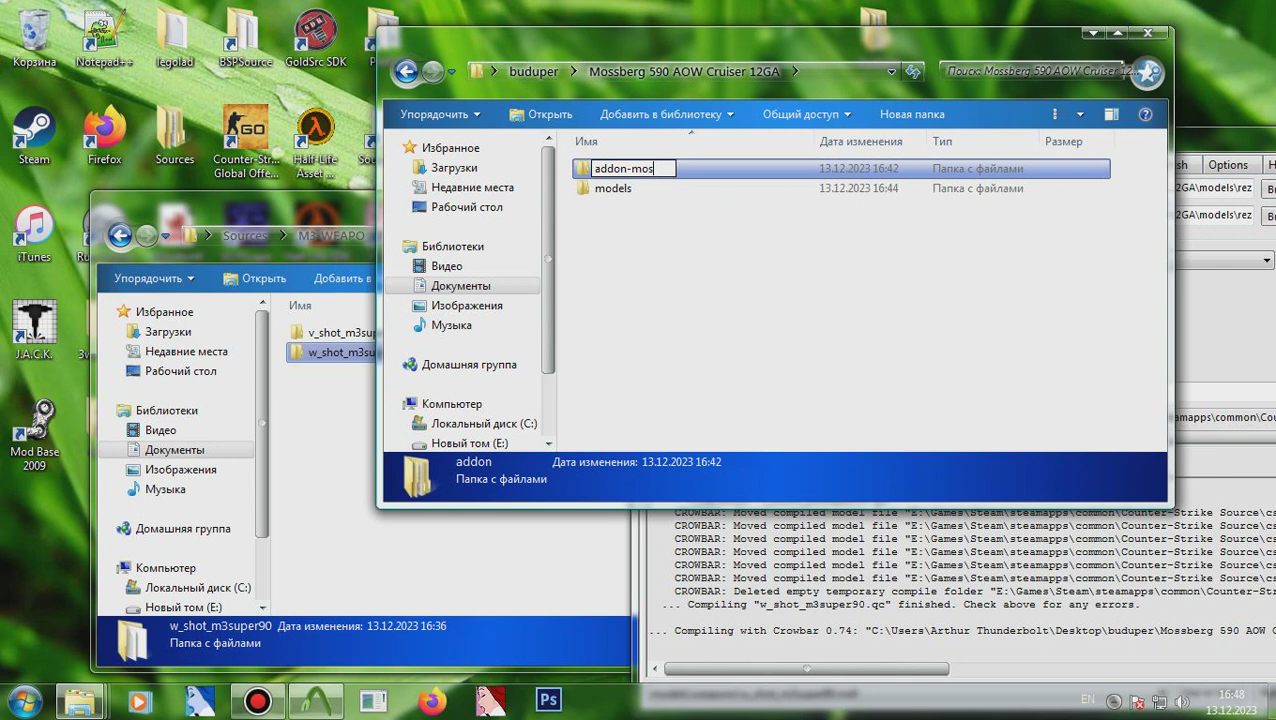 Корзина
Notepad++
legolad
BSPSource
GoldSrc SDK
Steam
Firefox
Sources
Counter-Str...
Global Offe...
Half-Life
iTunes
J.A.C.K.
Mod Base
2009
buduper
Mossberg 590 AOW Cruiser 12GA
Поиск: Mossberg 590 AOW Cruiser 12...
Упорядочить
Открыть
Добавить в библиотеку
Общий доступ
Новая папка
Избранное
Загрузки
Недавние места
Рабочий стол
Библиотеки
Видео
Документы
Изображения
Музыка
Домашняя группа
Компьютер
Локальный диск (C:)
Новый том (E:)
Имя
Дата изменения
Тип
Размер
addon-mos
13.12.2023 16:42
Папка с файлами
models
13.12.2023 16:44
Папка с файлами
addon
Дата изменения: 13.12.2023 16:42
Папка с файлами
Sources
M3 WEAPO
Упорядочить
Открыть
Добавить в
Избранное
Загрузки
Недавние места
Рабочий стол
Библиотеки
Видео
Документы
Изображения
Музыка
Домашняя группа
Компьютер
Локальный диск (C:)
Новый том (E:)
Имя
v_shot_m3sup
w_shot_m3su
w_shot_m3super90
Дата изменения: 13.12.2023 16:36
Папка с файлами
Options
2GA\models\rez
2GA\models\rez
eamapps\common\Counter-St
CROWBAR: Moved compiled model file "E:\Games\Steam\steamapps\common\Counter-Strike Source\cs
CROWBAR: Moved compiled model file "E:\Games\Steam\steamapps\common\Counter-Strike Source\cs
CROWBAR: Moved compiled model file "E:\Games\Steam\steamapps\common\Counter-Strike Source\cs
CROWBAR: Moved compiled model file "E:\Games\Steam\steamapps\common\Counter-Strike Source\cs
CROWBAR: Moved compiled model file "E:\Games\Steam\steamapps\common\Counter-Strike Source\cs
CROWBAR: Moved compiled model file "E:\Games\Steam\steamapps\common\Counter-Strike Source\cs
CROWBAR: Deleted empty temporary compile folder "E:\Games\Steam\steamapps\common\Counter-Str
... Compiling "w_shot_m3super90.qc" finished. Check above for any errors.
... Compiling with Crowbar 0.74: "C:\Users\Arthur Thunderbolt\Desktop\buduper\Mossberg 590 AOW C
Ps
EN
16:48
13.12.2023